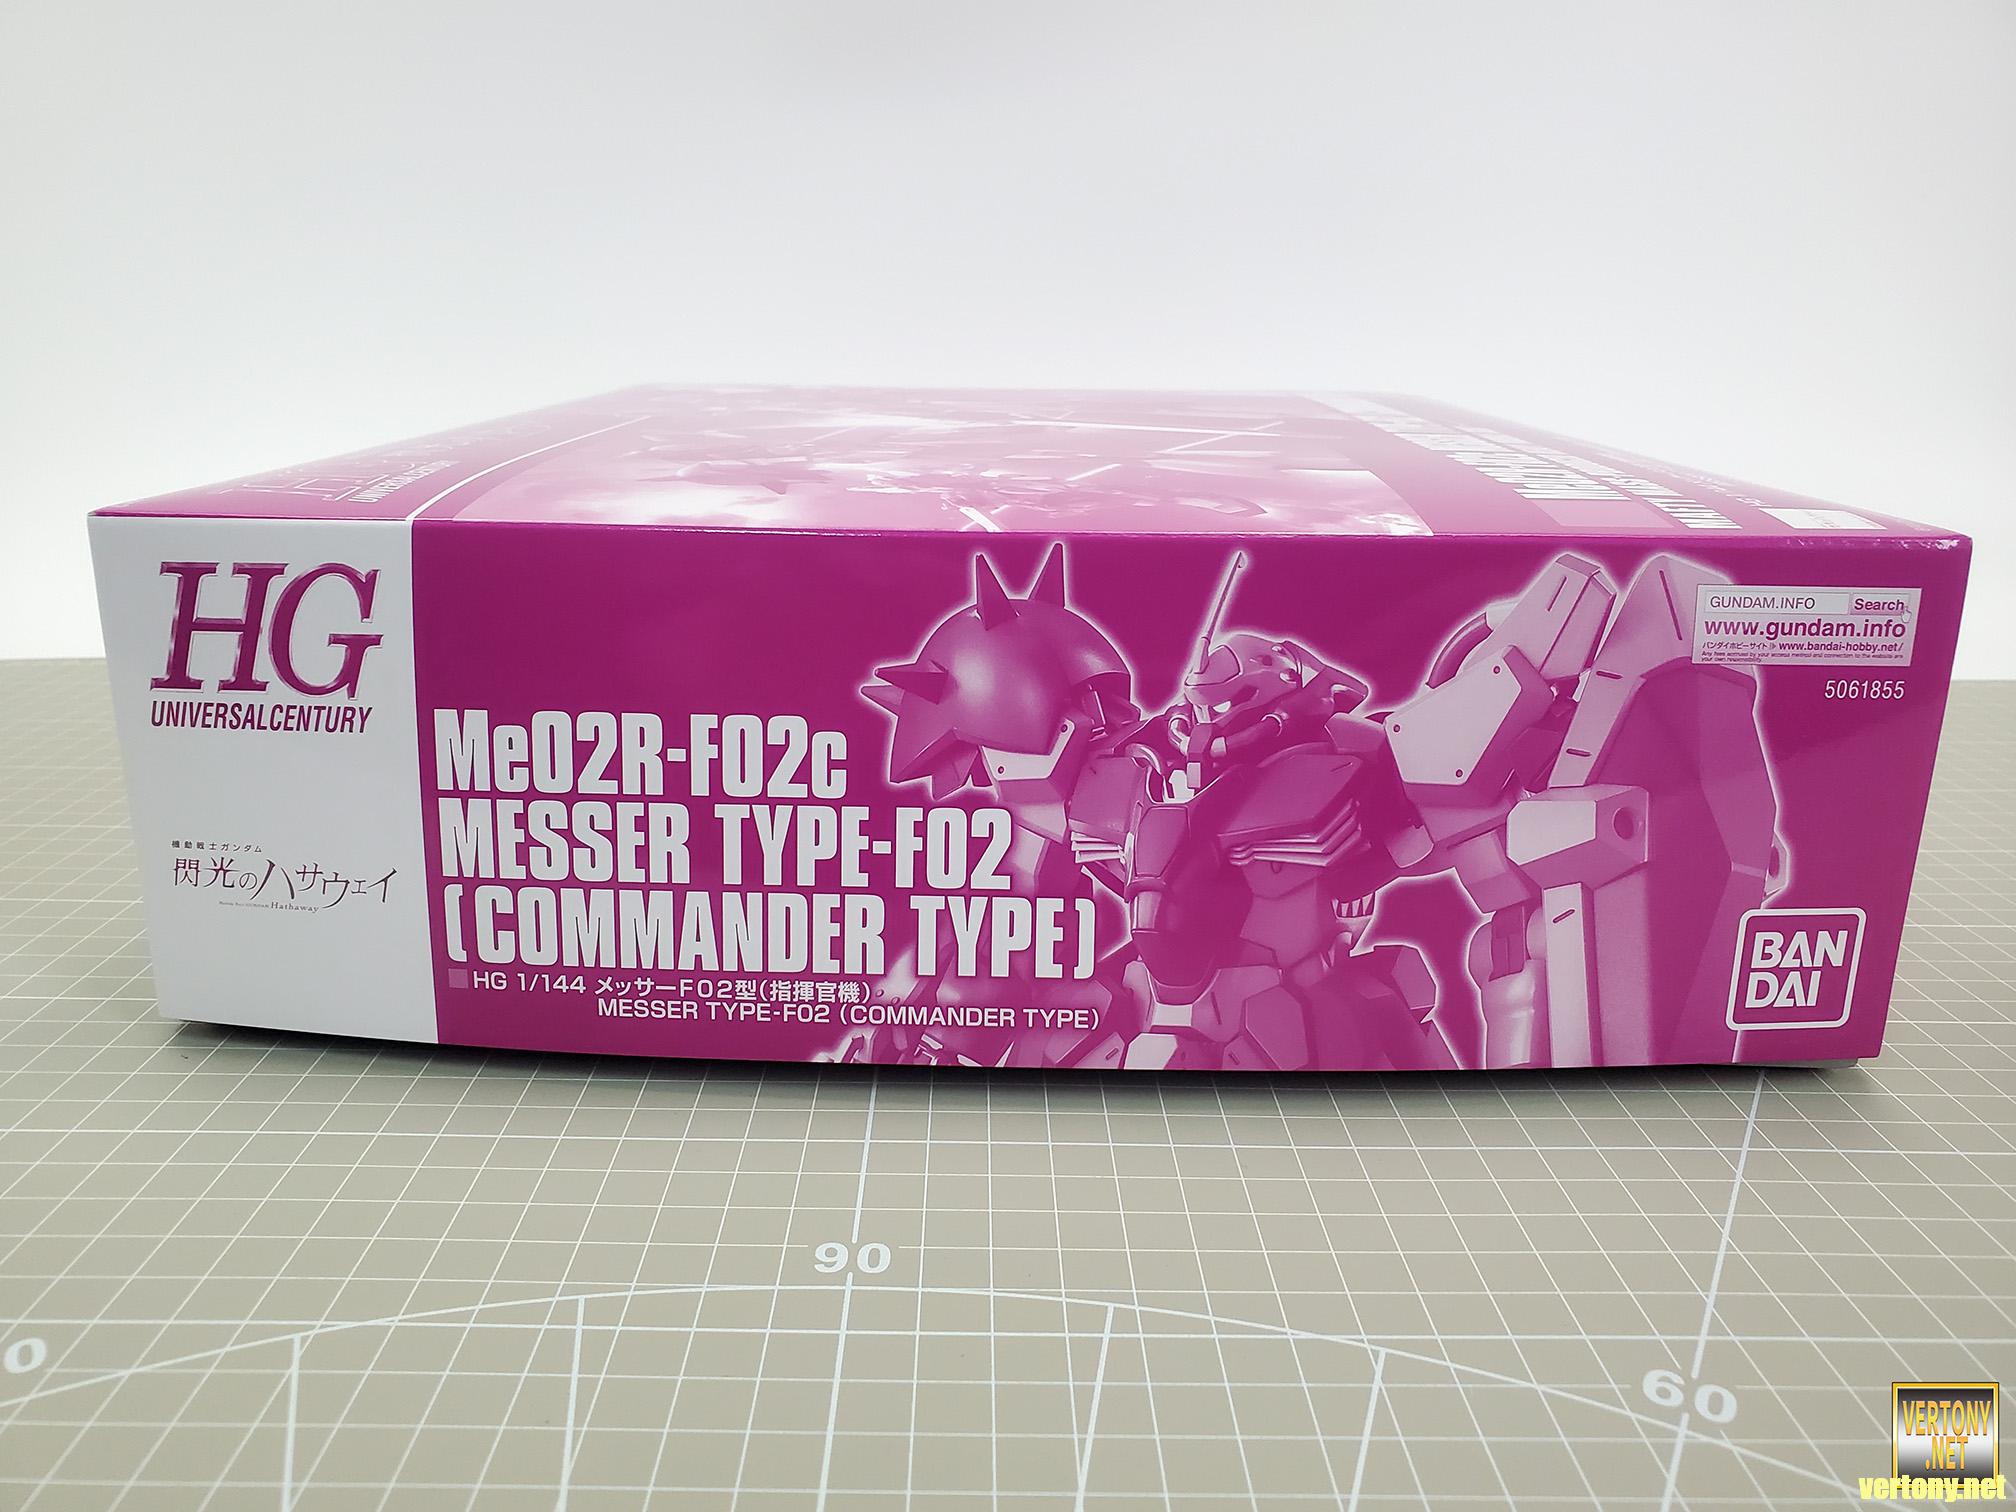 UNIVERSAL CENTURY
HG
UNIVERSALCENTURY
機動戦士ガンダム
閃光のハサウェイ
Hathaway
Me02R-F02c
MESSER TYPE-F02
(COMMANDER TYPE)
HG 1/144 メッサーF02型(指揮官機)
MESSER TYPE-F02 (COMMANDER TYPE)
GUNDAM.INFO Search
www.gundam.info
バンダイホビーサイト www.bandai-hobby.net/
5061855
BAN
DAI
90
0
60
VERTONY
.NET
vertony.net